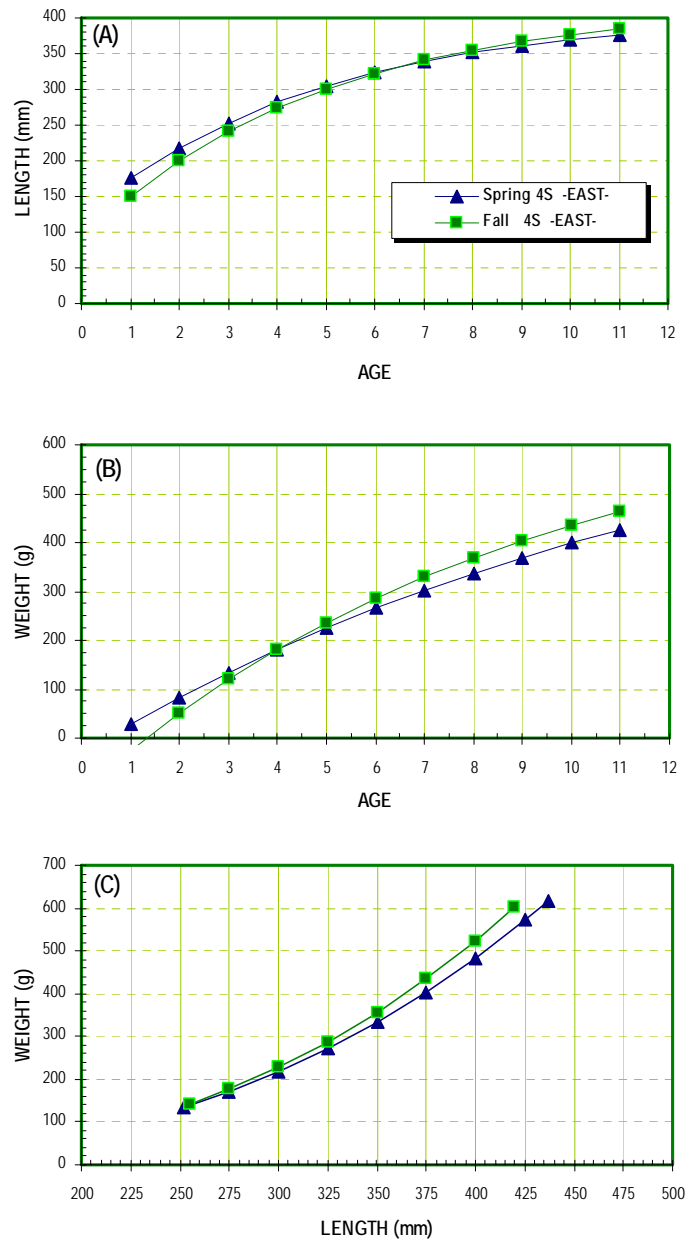 (A)
400
350
300
250
200
150
100
50
0
LENGTH (mm)
Spring 4S -EAST-
Fall 4S -EAST-
0 1 2 3 4 5 6 7 8 9 10 11 12
AGE
(B)
600
500
400
300
200
100
0
WEIGHT (g)
0 1 2 3 4 5 6 7 8 9 10 11 12
AGE
(C)
700
600
500
400
300
200
100
0
WEIGHT (g)
200 225 250 275 300 325 350 375 400 425 450 475 500
LENGTH (mm)